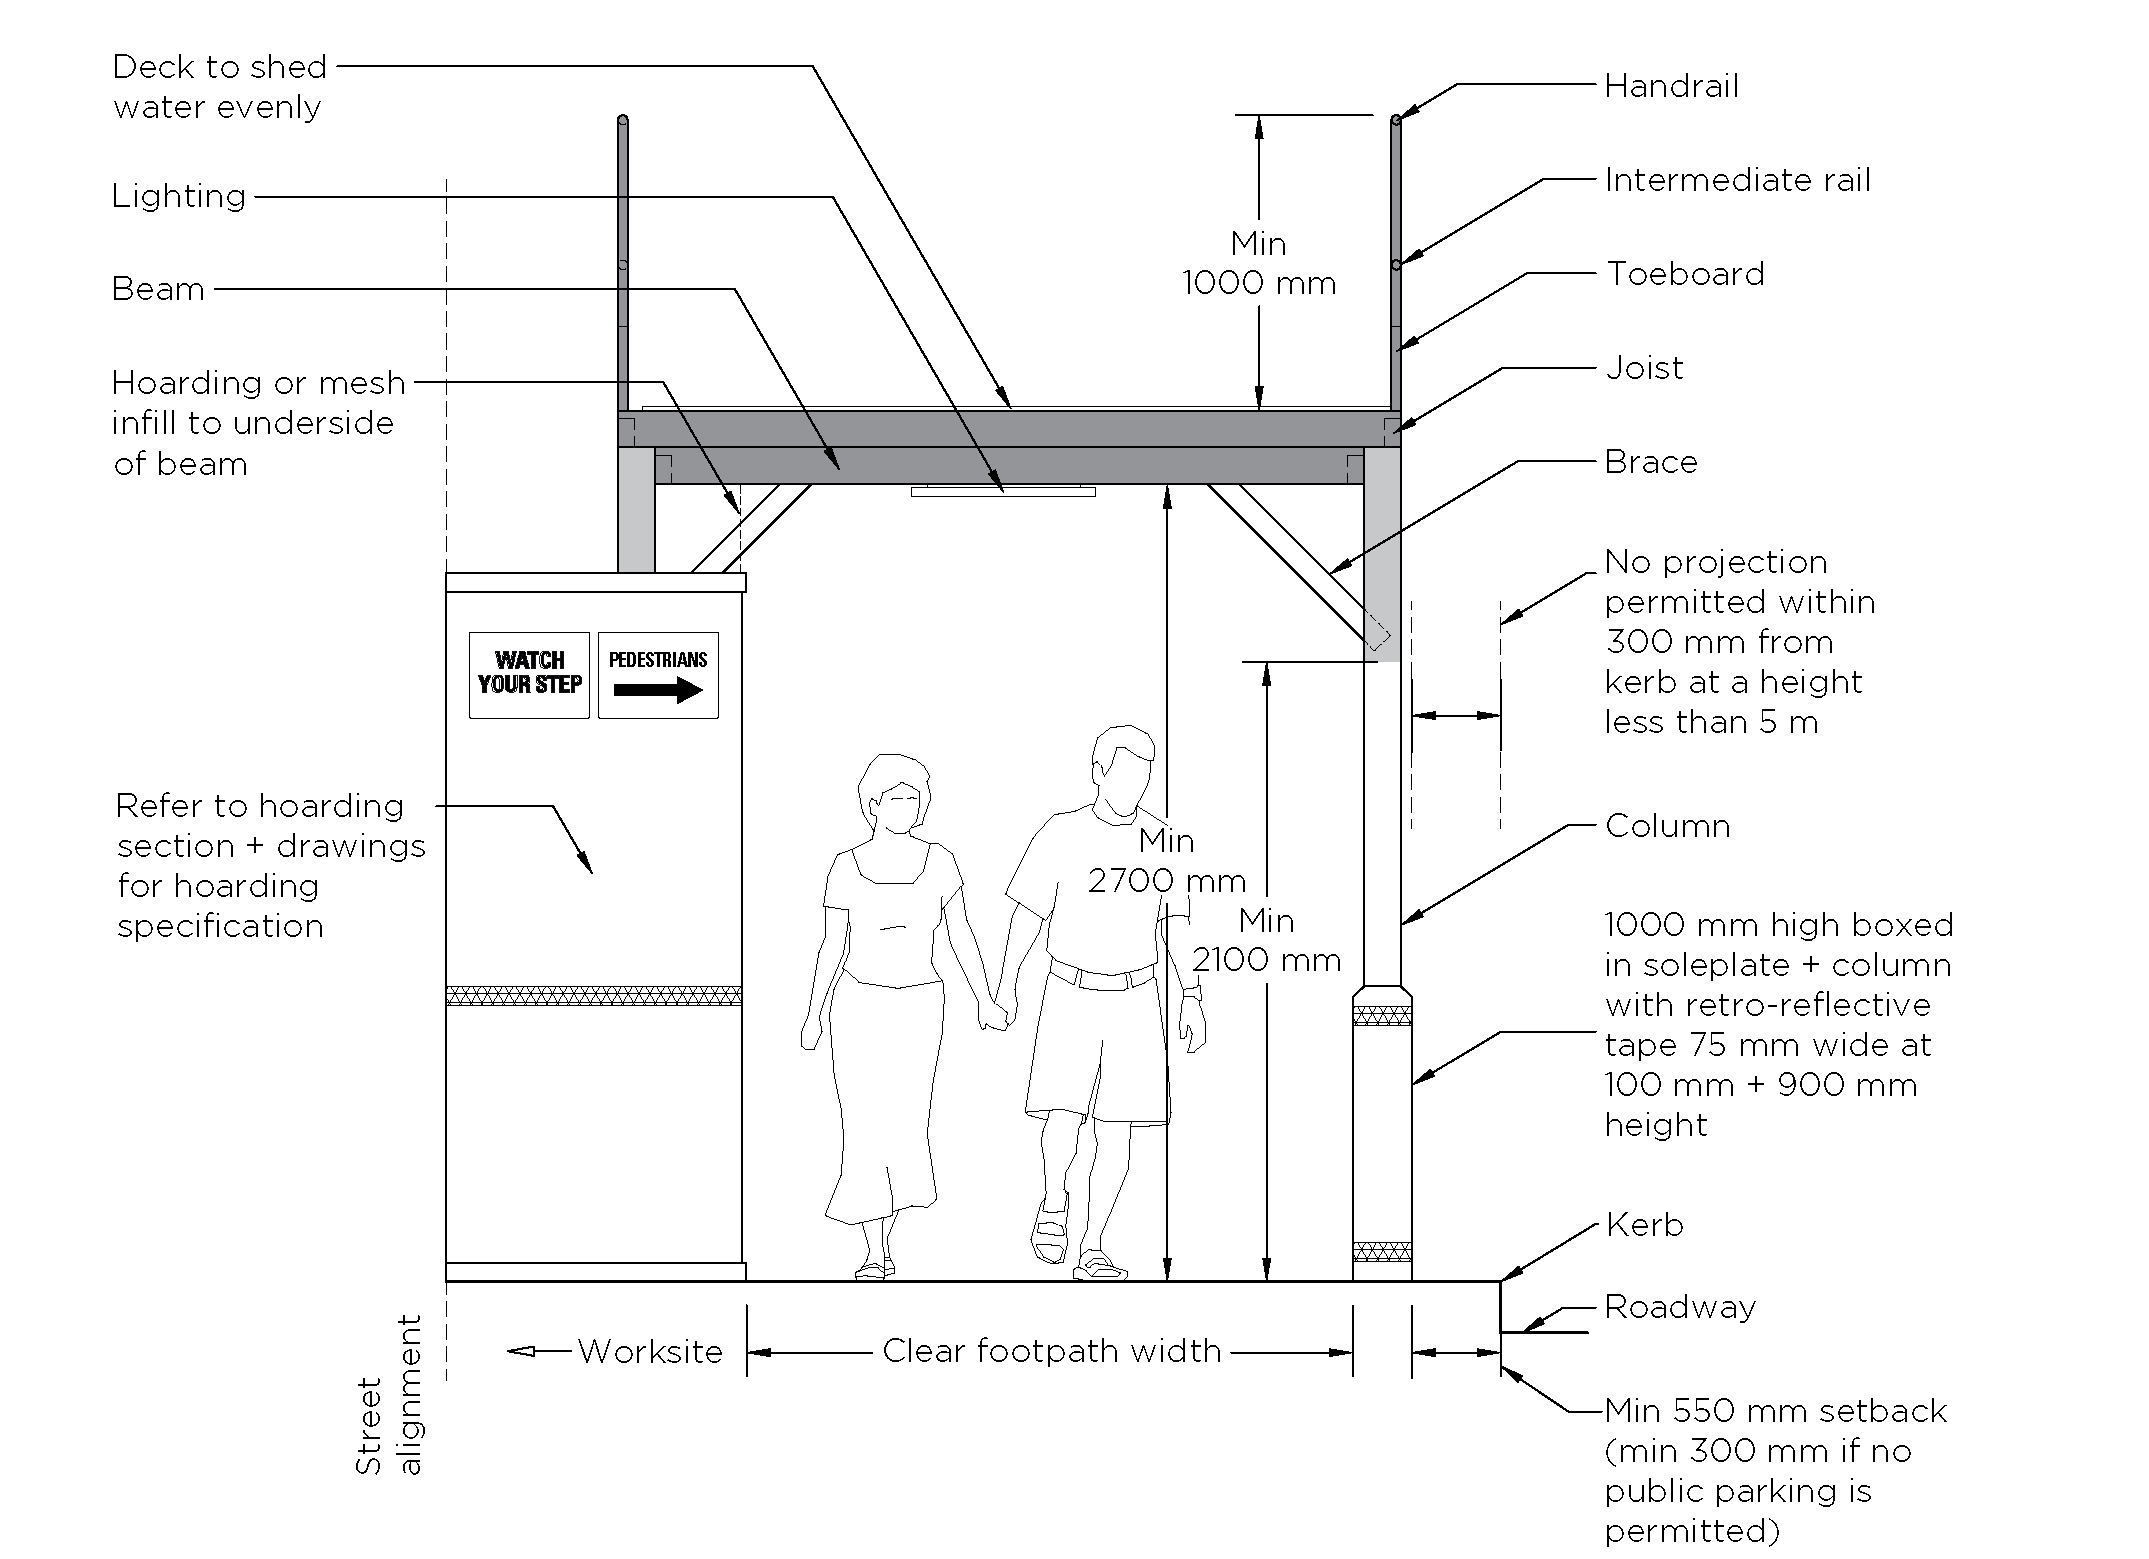 Deck to shed
water evenly
Lighting
Beam
Hoarding or mesh
infill to underside
of beam
WATCH
YOUR STEP
PEDESTRIANS
Refer to hoarding
section + drawings
for hoarding
specification
Min
1000 mm
Min
2700 mm
Min
2100 mm
Handrail
Intermediate rail
Toeboard
Joist
Brace
No projection
permitted within
300 mm from
kerb at a height
less than 5 m
Column
1000 mm high boxed
in soleplate + column
with retro-reflective
tape 75 mm wide at
100 mm + 900 mm
height
Kerb
Roadway
Street
alignment
Worksite
Clear footpath width
Min 550 mm setback
(min 300 mm if no
public parking is
permitted)